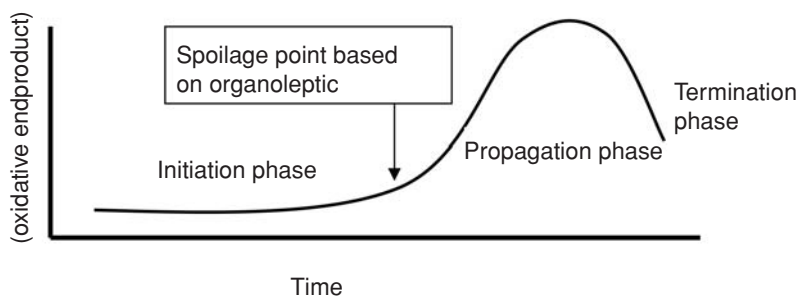 (oxidative endproduct)
Spoilage point based
on organoleptic
Termination
phase
Propagation phase
Initiation phase
Time